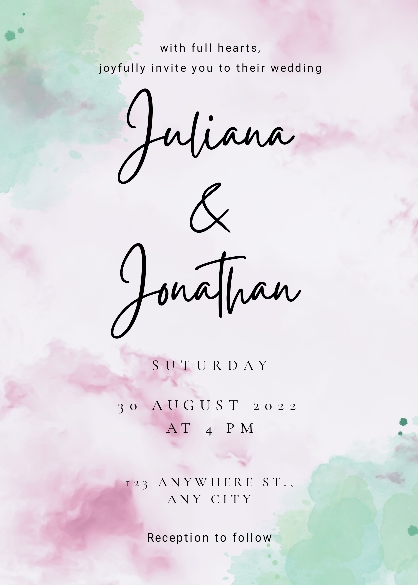 with full hearts,
joyfully invite you to their wedding
Juliana
&
Jonathan
SUTURDAY
30 AUGUST 2022
AT 4 PM
123 ANYWHERE ST.,
ANY CITY
Reception to follow